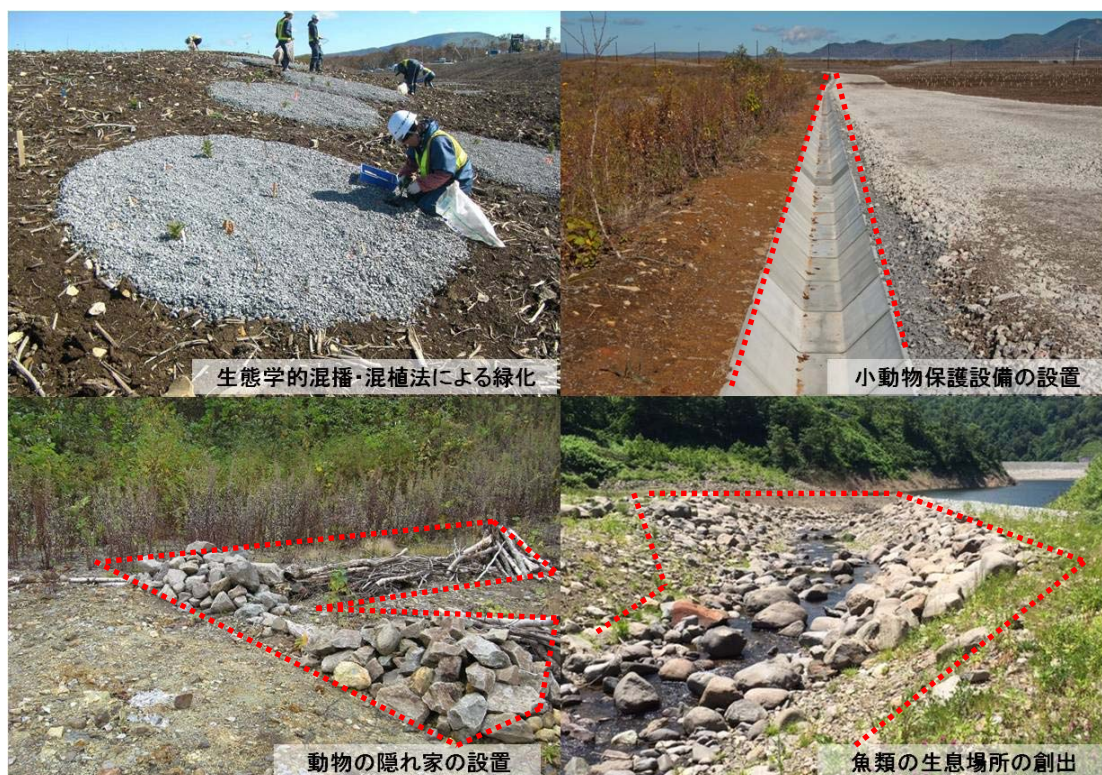 生態学的混播・混植法による緑化
小動物保護設備の設置
動物の隠れ家の設置
魚類の生息場所の創出